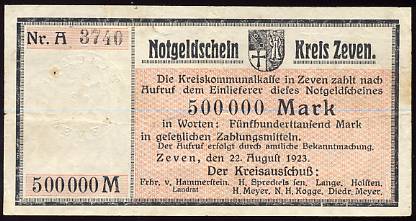 Nr. A 3740
Notgeldschein Kreis Zeven.
Die Kreiskommunalkasse in Zeven zahlt nach
Aufruf dem Einlieferer dieses Notgeldscheines
500000 Mark
in Worten: Fünfhunderttausend Mark
in gesetzlichen Zahlungsmitteln.
Der Aufruf erfolgt durch amtliche Bekanntmachung.
Zeven, den 22. August 1923.
Der Kreisausschuß:
Frhr. v. Hammerstein, H. Spreckels sen., Lange, Holsten,
Landrat H. Meyer, N. H. Kogge, Diedr. Meyer.
500000 M